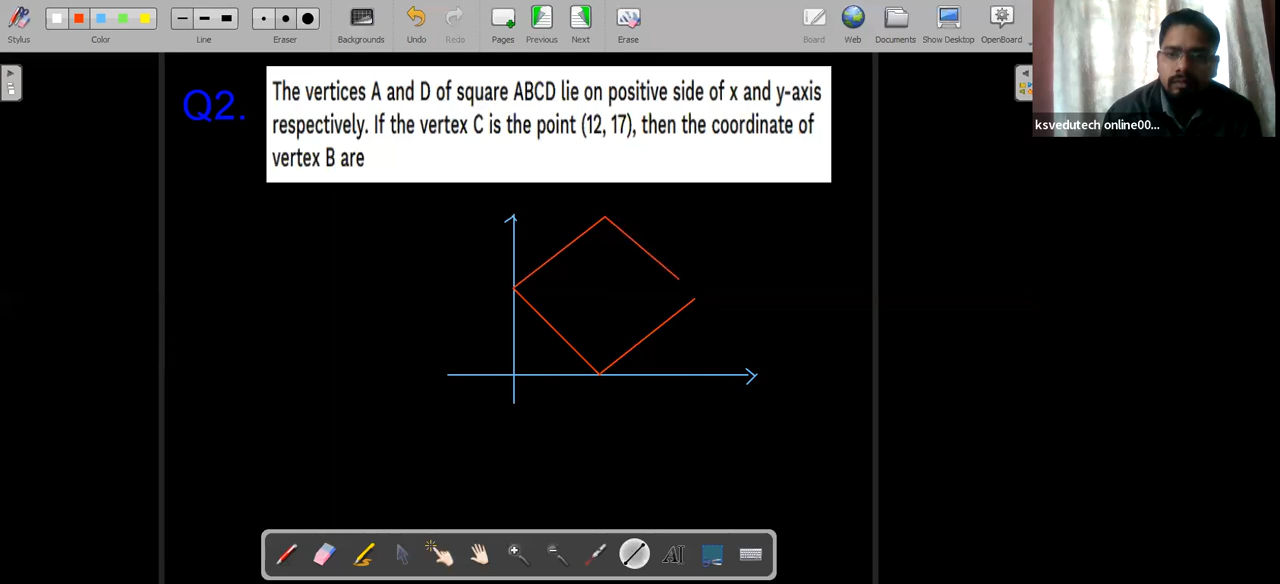 Stylus
Color
Line
Eraser
Backgrounds
Undo
Redo
Pages
Previous
Next
Erase
Board
Web
Documents
Show Desktop
OpenBoard
ksvedutech online00...
Q2.
The vertices A and D of square ABCD lie on positive side of x and y-axis
respectively. If the vertex C is the point (12, 17), then the coordinate of
vertex B are
AI